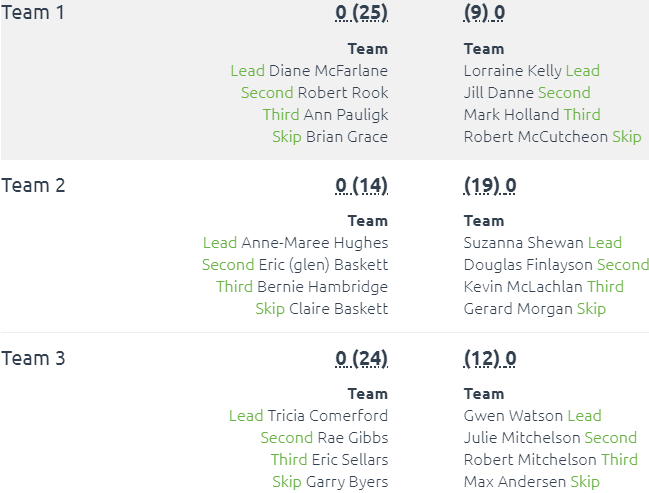 Team 1 0 (25) (9) 0
Team Team
Lead Diane McFarlane Lorraine Kelly Lead
Second Robert Rook Jill Danne Second
Third Ann Pauligk Mark Holland Third
Skip Brian Grace Robert McCutcheon Skip
Team 2 0 (14) (19) 0
Team Team
Lead Anne-Maree Hughes Suzanna Shewan Lead
Second Eric (glen) Baskett Douglas Finlayson Second
Third Bernie Hambridge Kevin McLachlan Third
Skip Claire Baskett Gerard Morgan Skip
Team 3 0 (24) (12) 0
Team Team
Lead Tricia Comerford Gwen Watson Lead
Second Rae Gibbs Julie Mitchelson Second
Third Eric Sellars Robert Mitchelson Third
Skip Garry Byers Max Andersen Skip